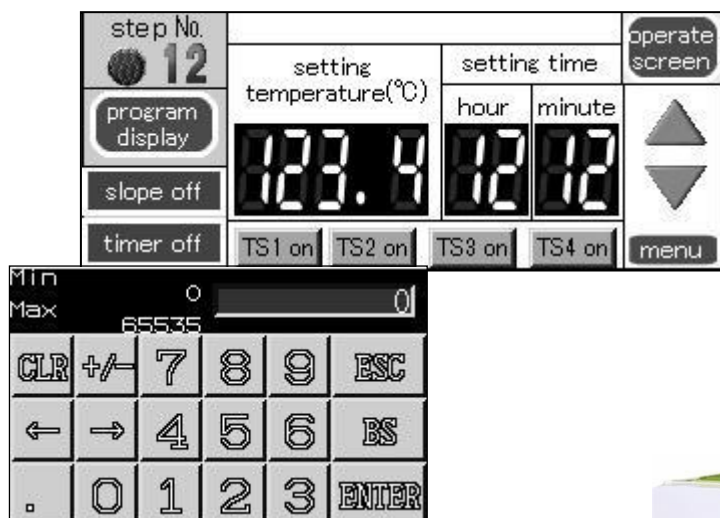 step No.
12
program
display
slope off
timer off
setting
temperature(℃)
123.4
setting time
hour
minute
12
12
TS1 on
TS2 on
TS3 on
TS4 on
operate
screen
menu
Min
0
Max
65535
0
CLR +/- 7 8 9 ESC
← → 4 5 6 BS
. 0 1 2 3 ENTER